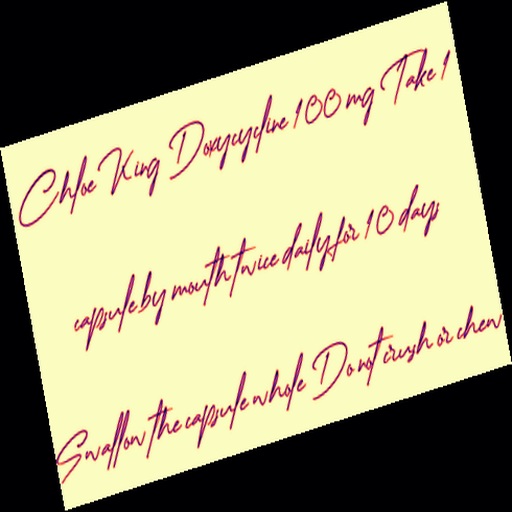 Chloe King Doxycycline 100 mg Take 1
capsule by mouth twice daily for 10 days
Swallow the capsule whole Do not crush or chew